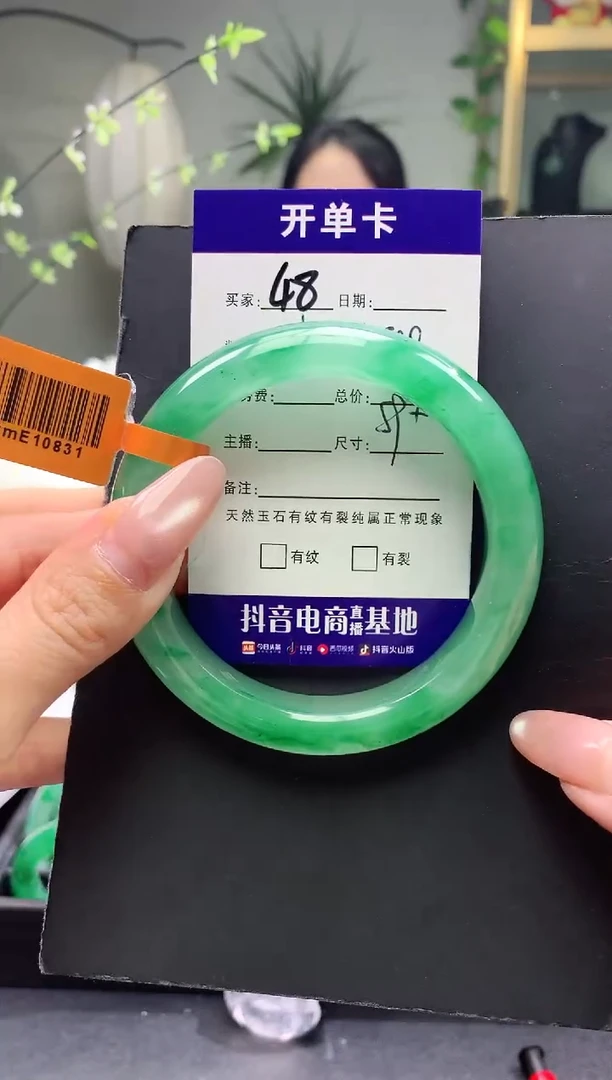 开单卡
买家: 48 日期:
费: 总价:
主播: 尺寸: 59+
备注:
天然玉石有纹有裂纯属正常现象
有纹 有裂
抖音电商直播基地
头条 今日头条 抖音 西瓜视频 抖音火山版
mE10831